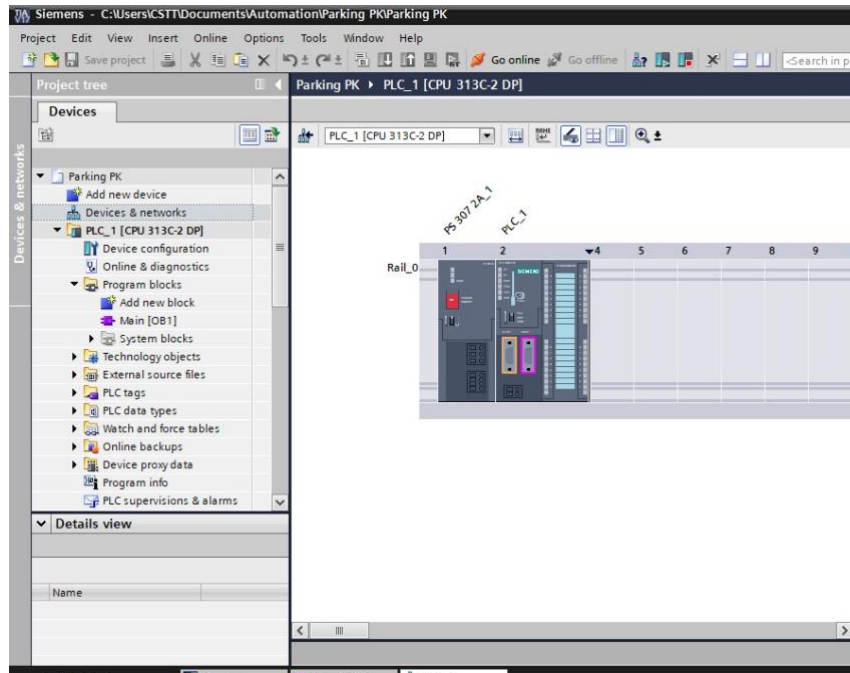 Siemens - C:\Users\CSTT\Documents\Automation\Parking PK\Parking PK
Project Edit View Insert Online Options Tools Window Help
Save project
Go online
Go offline
<Search in p
Project tree
Parking PK ▸ PLC_1 [CPU 313C-2 DP]
Devices
PLC_1 [CPU 313C-2 DP]
Devices & networks
Parking PK
Add new device
Devices & networks
PLC_1 [CPU 313C-2 DP]
Device configuration
Online & diagnostics
Program blocks
Add new block
Main [OB1]
System blocks
Technology objects
External source files
PLC tags
PLC data types
Watch and force tables
Online backups
Device proxy data
Program info
PLC supervisions & alarms
Details view
Name
PS 307 2A_1
PLC_1
1 2 4 5 6 7 8 9
Rail_0
SIEMENS